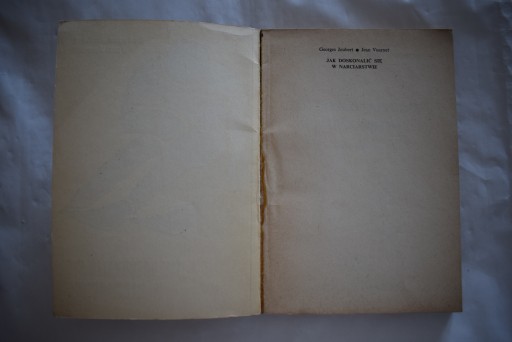 Georges Joubert ● Jean Vuarnet
JAK DOSKONALIĆ SIĘ
W NARCIARSTWIE